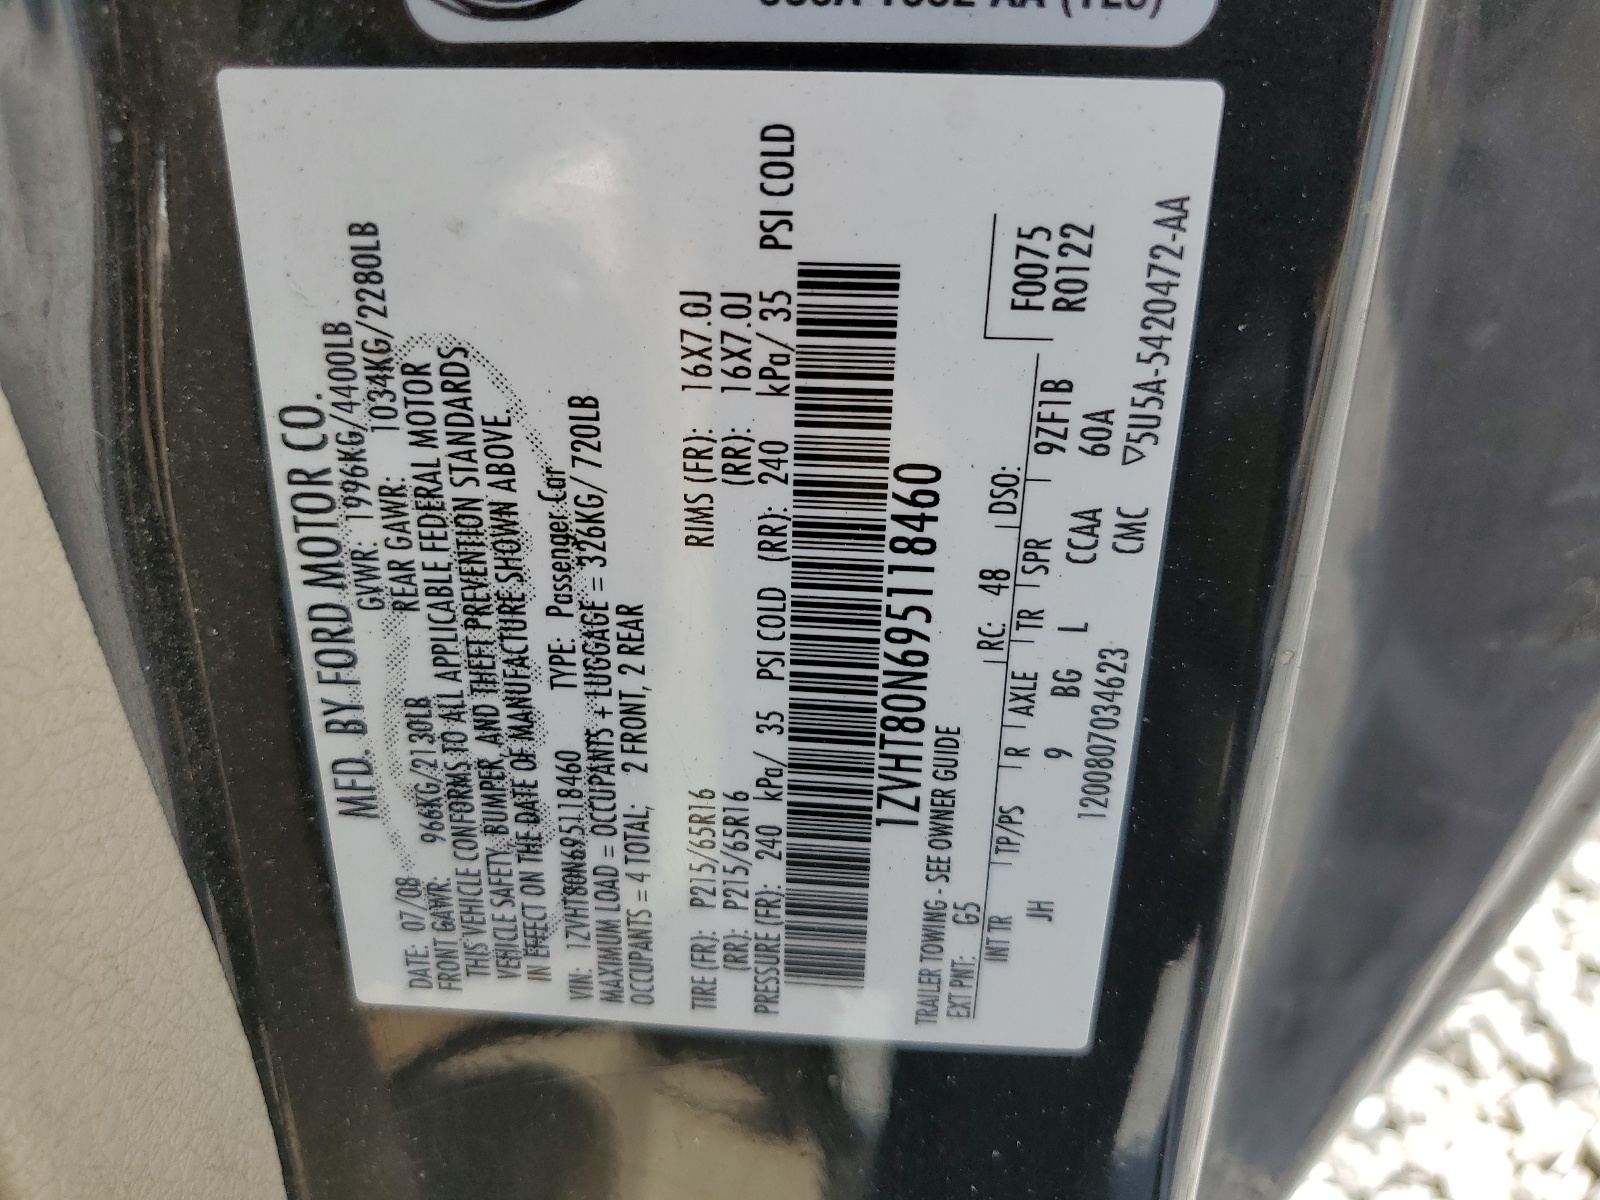 MFD. BY FORD MOTOR CO.
DATE: 07/08 GVWR: 1996KG/4400LB
FRONT GAWR: 966KG/2130LB REAR GAWR: 1034KG/2280LB
THIS VEHICLE CONFORMS TO ALL APPLICABLE FEDERAL MOTOR
VEHICLE SAFETY, BUMPER, AND THEFT PREVENTION STANDARDS
IN EFFECT ON THE DATE OF MANUFACTURE SHOWN ABOVE.
VIN: 1ZVHT80N695118460 TYPE: Passenger Car
MAXIMUM LOAD = OCCUPANTS + LUGGAGE = 326KG/720LB
OCCUPANTS = 4 TOTAL; 2 FRONT, 2 REAR
TIRE (FR): P215/65R16 RIMS (FR): 16X7.0J
(RR): P215/65R16 (RR): 16X7.0J
PRESSURE (FR): 240 kPa/ 35 PSI COLD (RR): 240 kPa/ 35 PSI COLD
1ZVHT80N695118460
TRAILER TOWING - SEE OWNER GUIDE
EXT PNT: G5 RC: 48 DSO: F0075
INT TR TP/PS R AXLE TR SPR R0122
JH 9 BG L CCAA 9ZF1B
60A
1200807034623 CMC ▽5U5A-5420472-AA